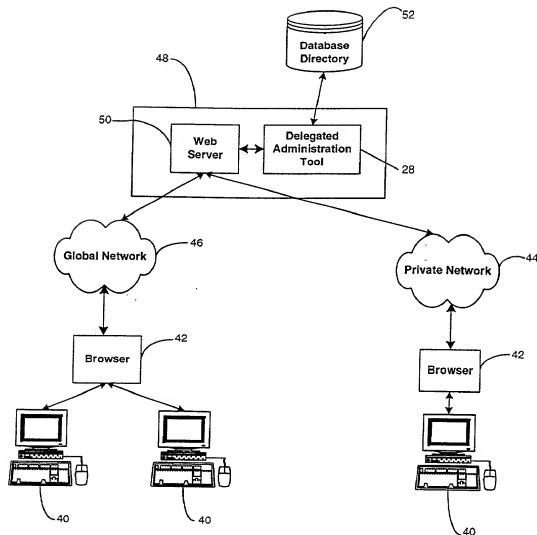 52
Database
Directory
48
50
Web
Server
Delegated
Administration
Tool
28
Global Network
46
Private Network
44
Browser
42
Browser
42
40
40
40